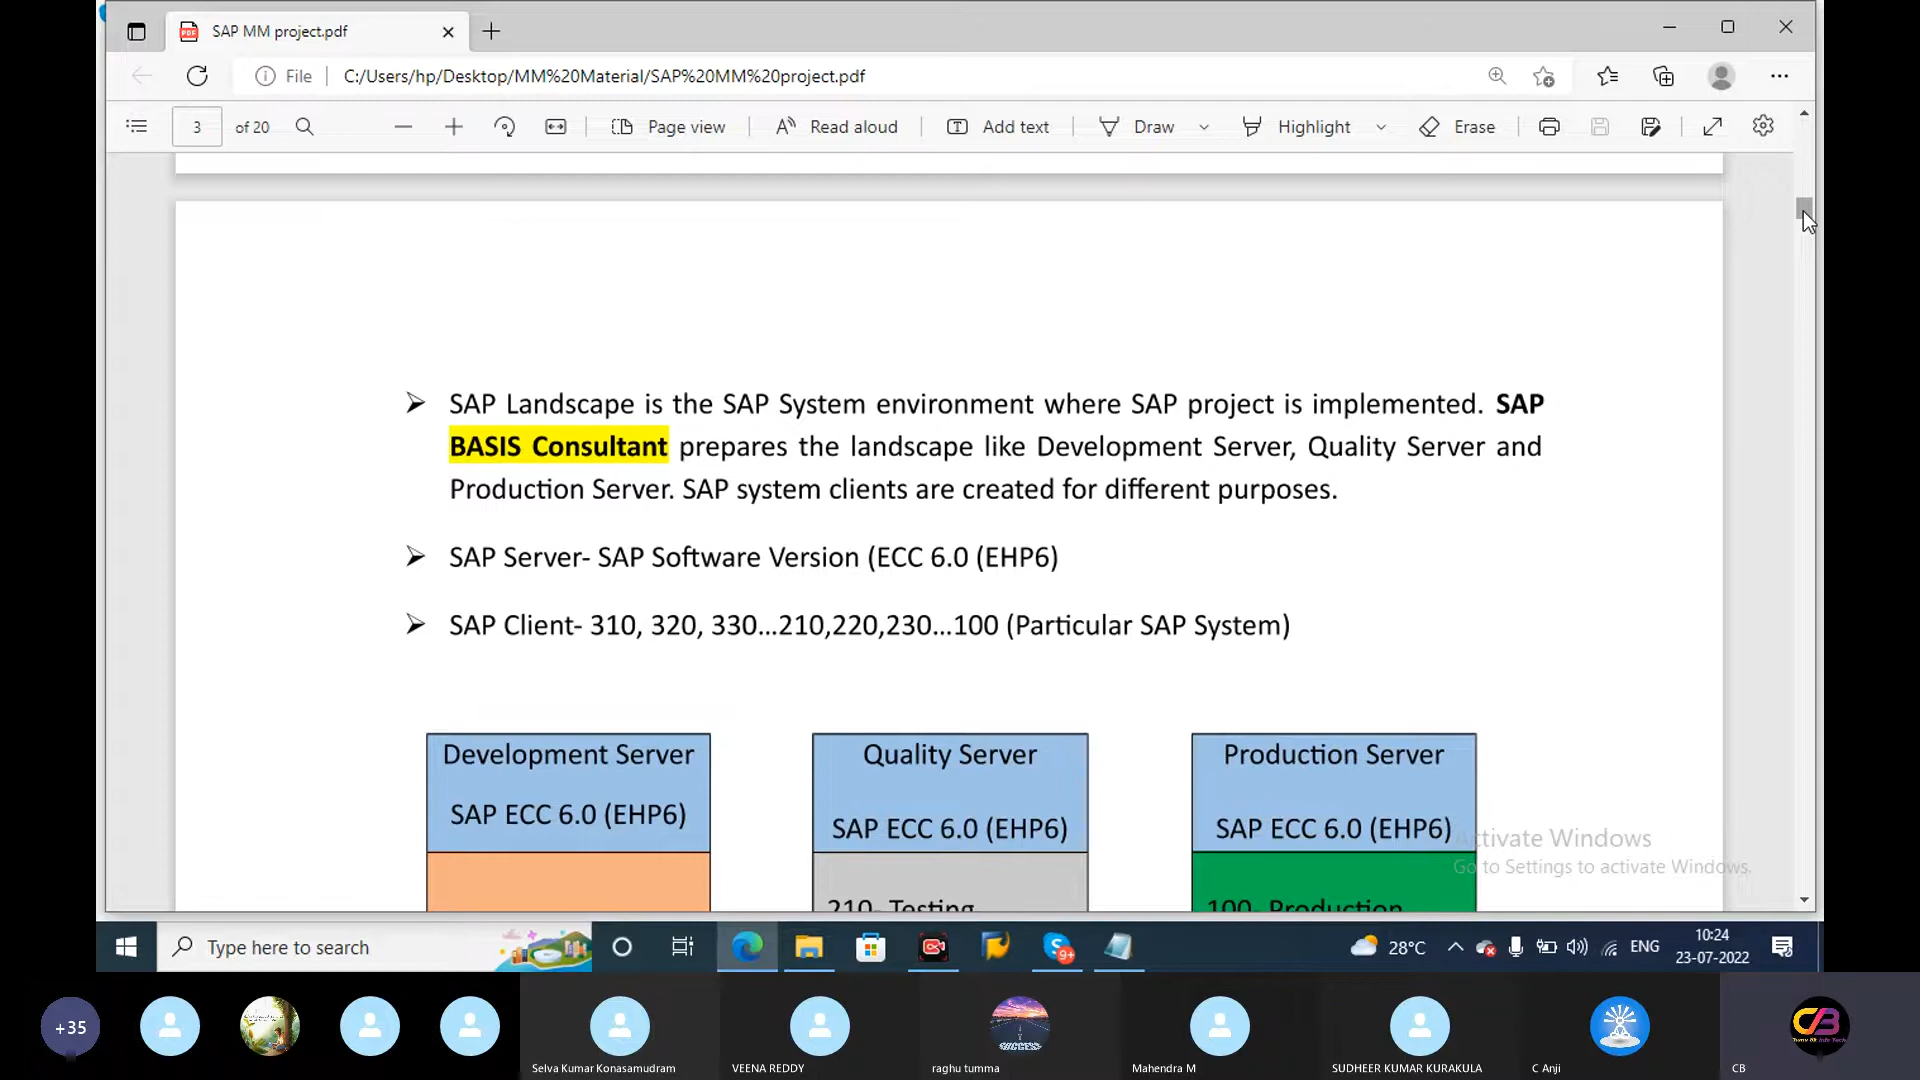 SAP MM project.pdf
File
C:/Users/hp/Desktop/MM%20Material/SAP%20MM%20project.pdf
3 of 20
Page view
Read aloud
Add text
Draw
Highlight
Erase
SAP Landscape is the SAP System environment where SAP project is implemented. SAP
BASIS Consultant prepares the landscape like Development Server, Quality Server and
Production Server. SAP system clients are created for different purposes.
SAP Server- SAP Software Version (ECC 6.0 (EHP6)
SAP Client- 310, 320, 330...210,220,230...100 (Particular SAP System)
Development Server
SAP ECC 6.0 (EHP6)
Quality Server
SAP ECC 6.0 (EHP6)
210- Testing
Production Server
SAP ECC 6.0 (EHP6)
100- Production
Activate Windows
Go to Settings to activate Windows.
Type here to search
9+
28°C
ENG
10:24
23-07-2022
+35
Selva Kumar Konasamudram
VEENA REDDY
raghu tumma
Mahendra M
SUDHEER KUMAR KURAKULA
C Anji
CB